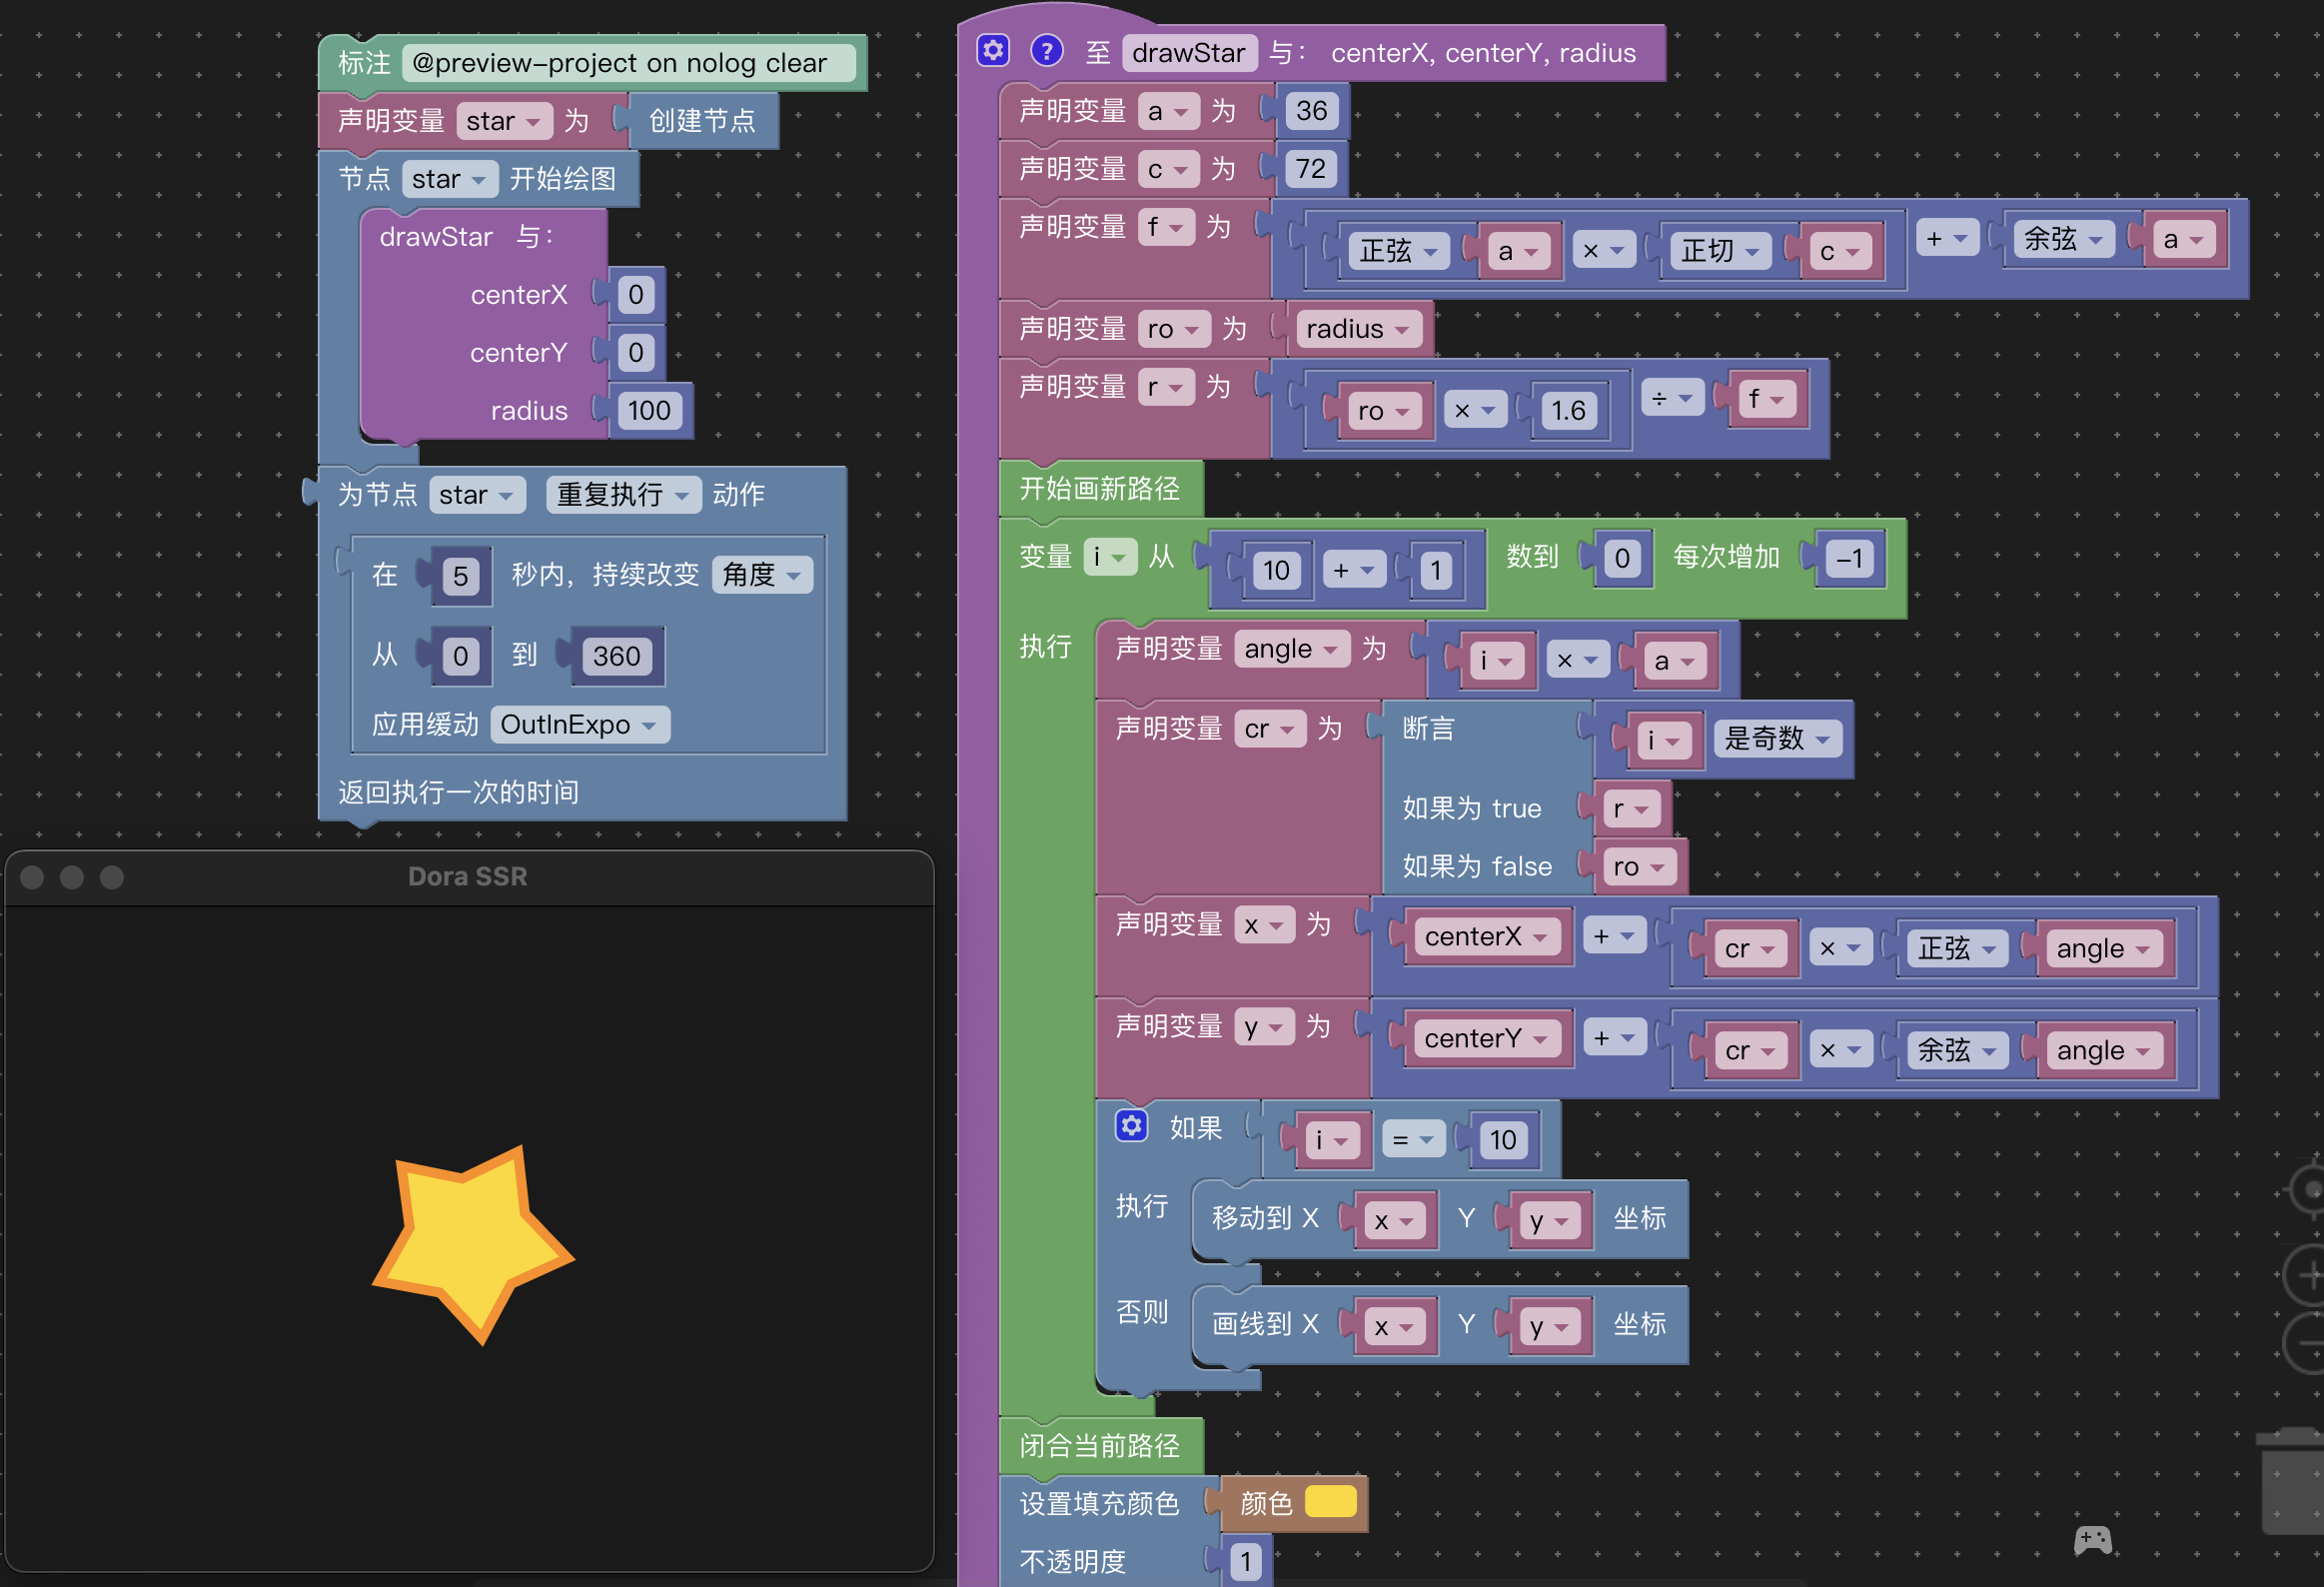 标注 @preview-project on nolog clear
声明变量 star 为 创建节点
节点 star 开始绘图
drawStar 与：
centerX 0
centerY 0
radius 100
为节点 star 重复执行 动作
在 5 秒内，持续改变 角度
从 0 到 360
应用缓动 OutInExpo
返回执行一次的时间
Dora SSR
? 至 drawStar 与： centerX, centerY, radius
声明变量 a 为 36
声明变量 c 为 72
声明变量 f 为 正弦 a × 正切 c + 余弦 a
声明变量 ro 为 radius
声明变量 r 为 ro × 1.6 ÷ f
开始画新路径
变量 i 从 10 + 1 数到 0 每次增加 -1
执行 声明变量 angle 为 i × a
声明变量 cr 为 断言 i 是奇数
如果为 true r
如果为 false ro
声明变量 x 为 centerX + cr × 正弦 angle
声明变量 y 为 centerY + cr × 余弦 angle
如果 i = 10
执行 移动到 X x Y y 坐标
否则 画线到 X x Y y 坐标
闭合当前路径
设置填充颜色 颜色
不透明度 1